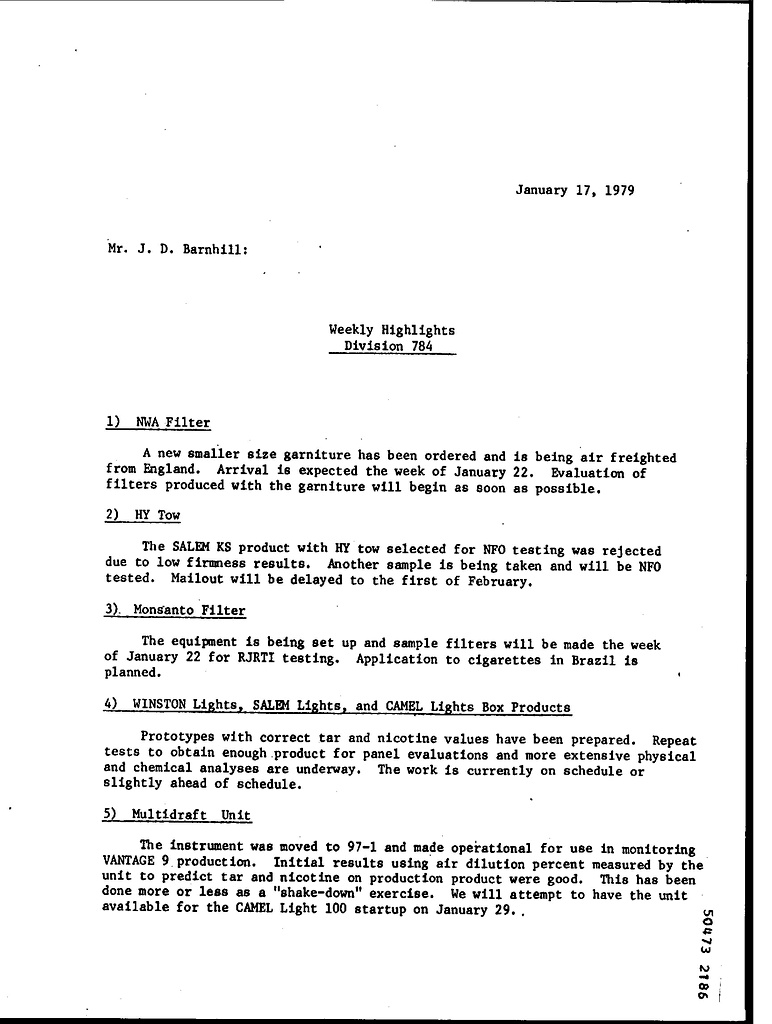 January 17, 1979
Mr. J. D. Barnhill:
Weekly Highlights
Division 784
1) NWA Filter
A new smaller size garniture has been ordered and is being air freighted
from England. Arrival is expected the week of January 22. Evaluation of
filters produced with the garniture will begin as soon as possible.
2) HY Tow
The SALEM KS product with HY tow selected for NFO testing was rejected
due to low firmness results. Another sample is being taken and will be NFO
tested. Mailout will be delayed to the first of February.
3) Monsanto Filter
The equipment is being set up and sample filters will be made the week
of January 22 for RJRTI testing. Application to cigarettes in Brazil is
planned.
4) WINSTON Lights, SALEM Lights, and CAMEL Lights Box Products
Prototypes with correct tar and nicotine values have been prepared. Repeat
tests to obtain enough product for panel evaluations and more extensive physical
and chemical analyses are underway. The work is currently on schedule or
slightly ahead of schedule.
5) Multidraft Unit
The instrument was moved to 97-1 and made operational for use in monitoring
VANTAGE 9 production. Initial results using air dilution percent measured by the
unit to predict tar and nicotine on production product were good. This has been
done more or less as a "shake-down" exercise. We will attempt to have the unit
available for the CAMEL Light 100 startup on January 29.
50473 2186